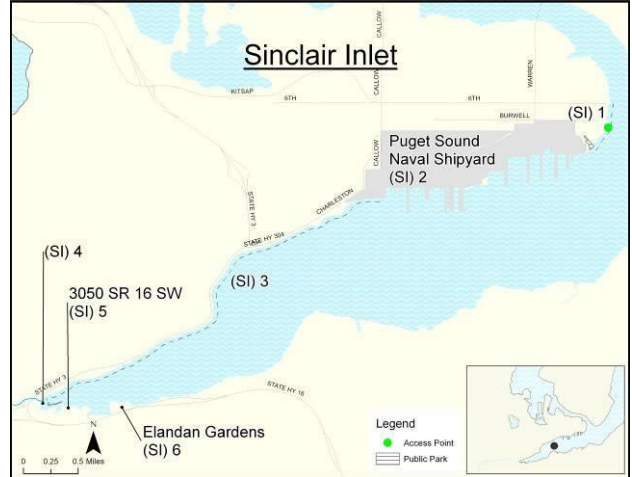 Sinclair Inlet
CALLOW
CALLOW
WARREN
KITSAP
6TH
6TH
BURWELL
(SI) 1
Puget Sound
Naval Shipyard
(SI) 2
CALLOW
CHARLESTON
STATE HY 3
STATE HY 304
(SI) 3
(SI) 4
3050 SR 16 SW
(SI) 5
STATE HY 3
STATE HY 16
Elandan Gardens
(SI) 6
N
0 0.25 0.5 Miles
Legend
Access Point
Public Park